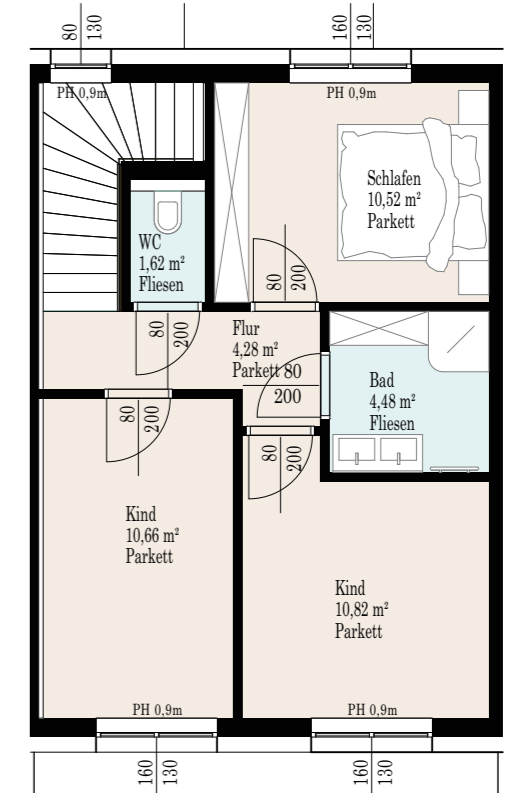 80
130
160
130
PH 0,9m
PH 0,9m
Schlafen
10,52 m²
Parkett
WC
1,62 m²
Fliesen
80
200
80
200
Flur
4,28 m²
Parkett
80
200
Bad
4,48 m²
Fliesen
80
200
80
200
Kind
10,66 m²
Parkett
Kind
10,82 m²
Parkett
PH 0,9m
PH 0,9m
160
130
160
130